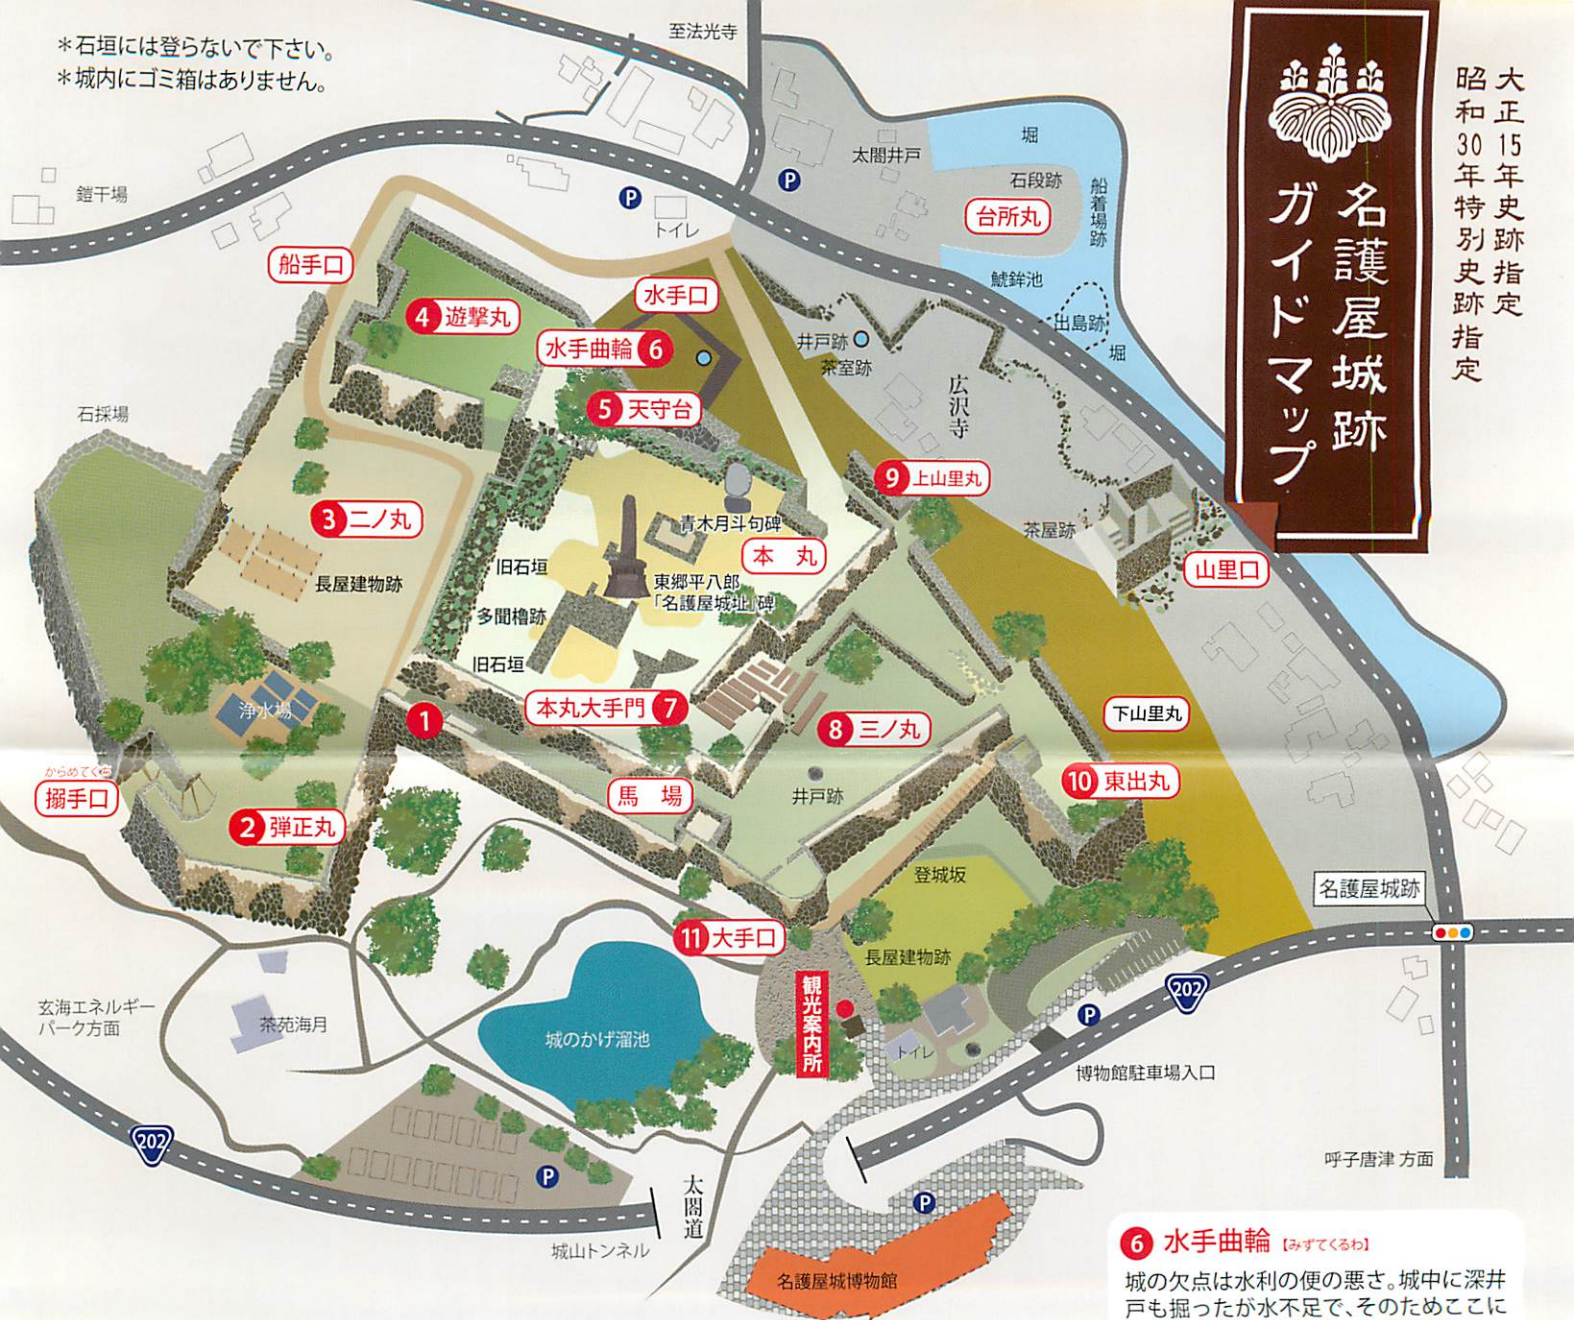 ＊石垣には登らないで下さい。
＊城内にゴミ箱はありません。
大正15年史跡指定
昭和30年特別史跡指定
名護屋城跡
ガイドマップ
至法光寺
鎧干場
P
P
トイレ
太閤井戸
堀
石段跡
船着場跡
台所丸
鯱鉾池
出島跡
堀
船手口
4 遊撃丸
水手口
水手曲輪 6
5 天守台
井戸跡
茶室跡
広沢寺
石採場
3 二ノ丸
長屋建物跡
旧石垣
多聞櫓跡
旧石垣
青木月斗句碑
本 丸
東郷平八郎
「名護屋城址」碑
9 上山里丸
茶屋跡
山里口
浄水場
1
本丸大手門 7
8 三ノ丸
下山里丸
からめてくち
搦手口
2 弾正丸
馬 場
井戸跡
10 東出丸
登城坂
名護屋城跡
11 大手口
長屋建物跡
観光案内所
202
P
玄海エネルギー
パーク方面
茶苑海月
城のかげ溜池
トイレ
博物館駐車場入口
202
P
太閤道
城山トンネル
P
名護屋城博物館
呼子唐津 方面
6 水手曲輪 【みずてくるわ】
城の欠点は水利の便の悪さ。城中に深井
戸も掘ったが水不足で、そのためここに